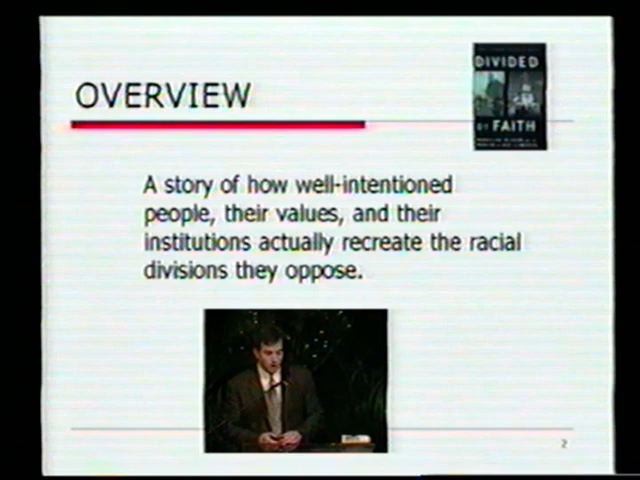 OVERVIEW
DIVIDED
BY FAITH
A story of how well-intentioned
people, their values, and their
institutions actually recreate the racial
divisions they oppose.
2